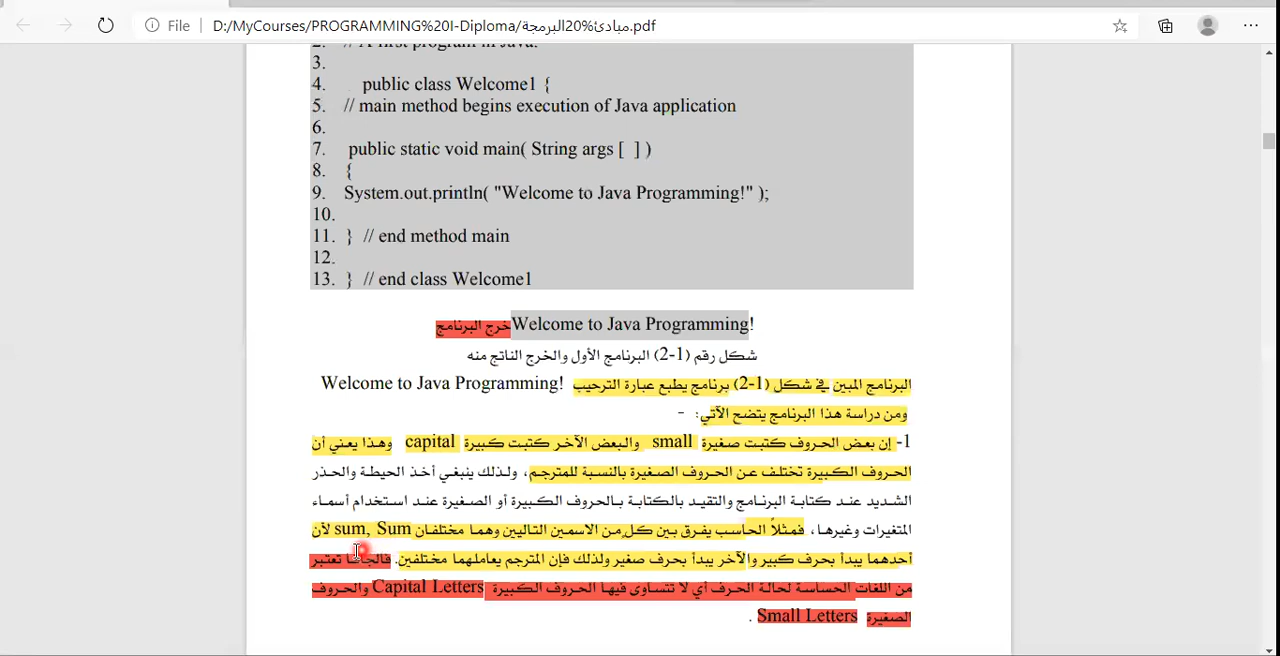 File D:/MyCourses/PROGRAMMING%20I-Diploma/مبادئ%20البرمجة.pdf
2. // A first program in Java.
3.
4. public class Welcome1 {
5. // main method begins execution of Java application
6.
7. public static void main( String args [ ] )
8. {
9. System.out.println( "Welcome to Java Programming!" );
10.
11. } // end method main
12.
13. } // end class Welcome1
خرج البرنامج Welcome to Java Programming!
شكل رقم (1-2) البرنامج الأول والخرج الناتج منه
البرنامج المبين في شكل (1-2) برنامج يطبع عبارة الترحيب Welcome to Java Programming!
ومن دراسة هذا البرنامج يتضح الآتي: -
1- إن بعض الحروف كتبت صغيرة small والبعض الآخر كتبت كبيرة capital وهذا يعني أن
الحروف الكبيرة تختلف عن الحروف الصغيرة بالنسبة للمترجم، ولذلك ينبغي أخذ الحيطة والحذر
الشديد عند كتابة البرنامج والتقيد بالكتابة بالحروف الكبيرة أو الصغيرة عند استخدام أسماء
المتغيرات وغيرها، فمثلاً الحاسب يفرق بين كل من الاسمين التاليين وهما مختلفان sum, Sum لأن
أحدهما يبدأ بحرف كبير والآخر يبدأ بحرف صغير ولذلك فإن المترجم يعاملهما مختلفين. فالجافا تعتبر
من اللغات الحساسة لحالة الحرف أي لا تتساوى فيها الحروف الكبيرة Capital Letters والحروف
الصغيرة Small Letters .